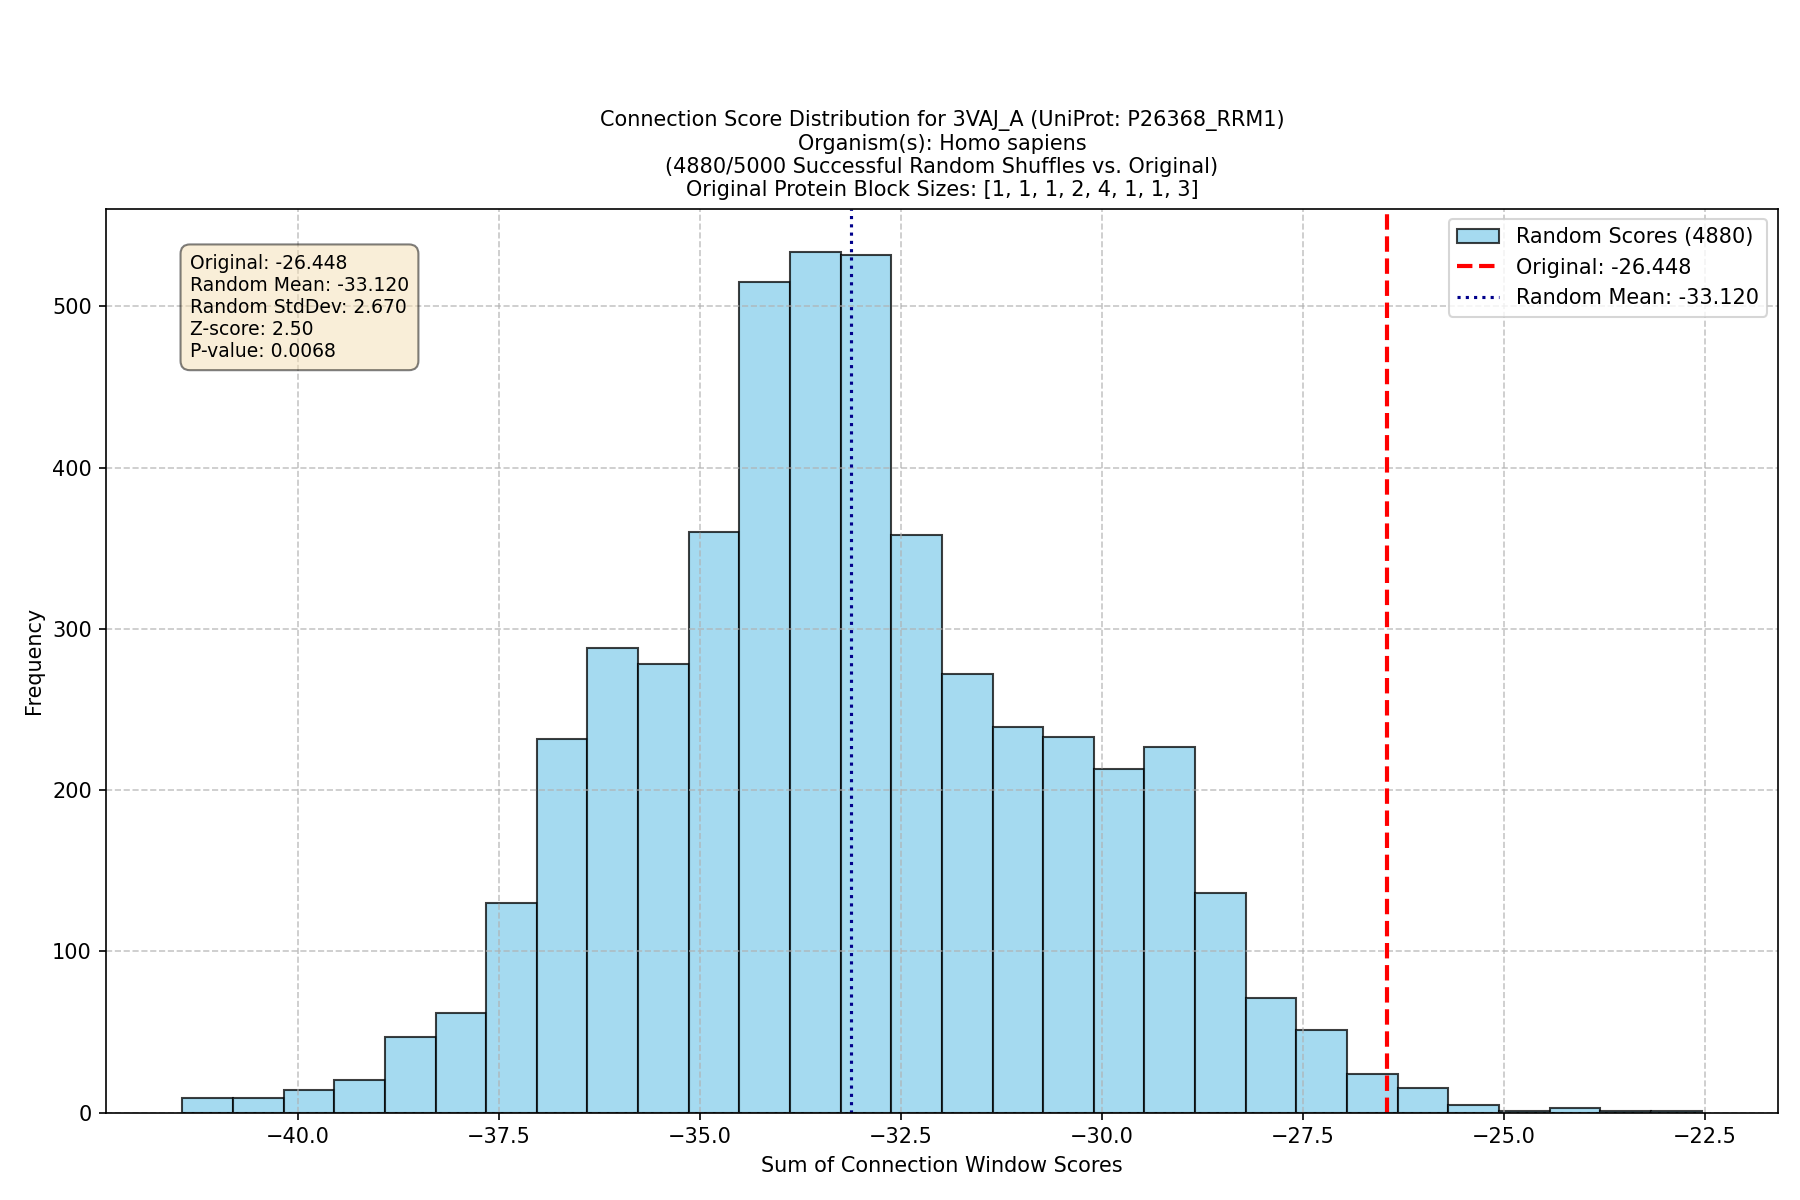 Connection Score Distribution for 3VAJ_A (UniProt: P26368_RRM1)
Organism(s): Homo sapiens
(4880/5000 Successful Random Shuffles vs. Original)
Original Protein Block Sizes: [1, 1, 1, 2, 4, 1, 1, 3]
Original: -26.448
Random Mean: -33.120
Random StdDev: 2.670
Z-score: 2.50
P-value: 0.0068
Random Scores (4880)
Original: -26.448
Random Mean: -33.120
Frequency
500
400
300
200
100
0
−40.0 −37.5 −35.0 −32.5 −30.0 −27.5 −25.0 −22.5
Sum of Connection Window Scores